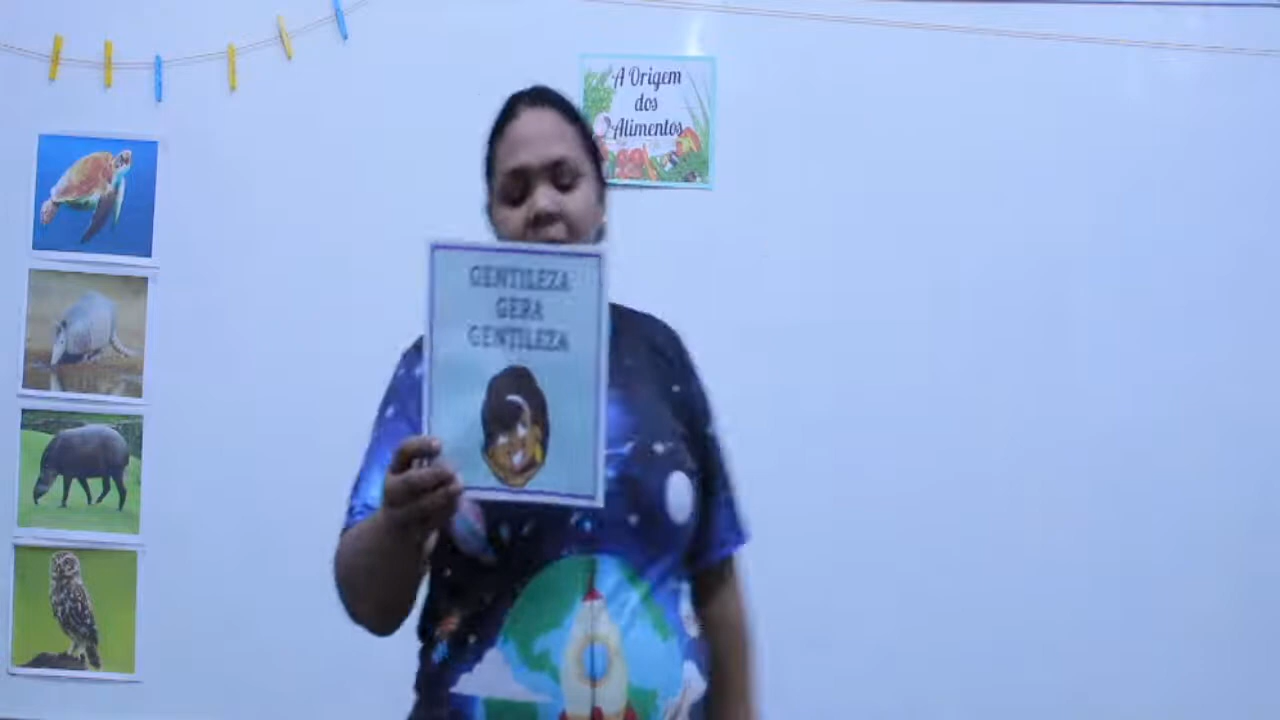 A Origem
dos
Alimentos
GENTILEZA
GERA
GENTILEZA